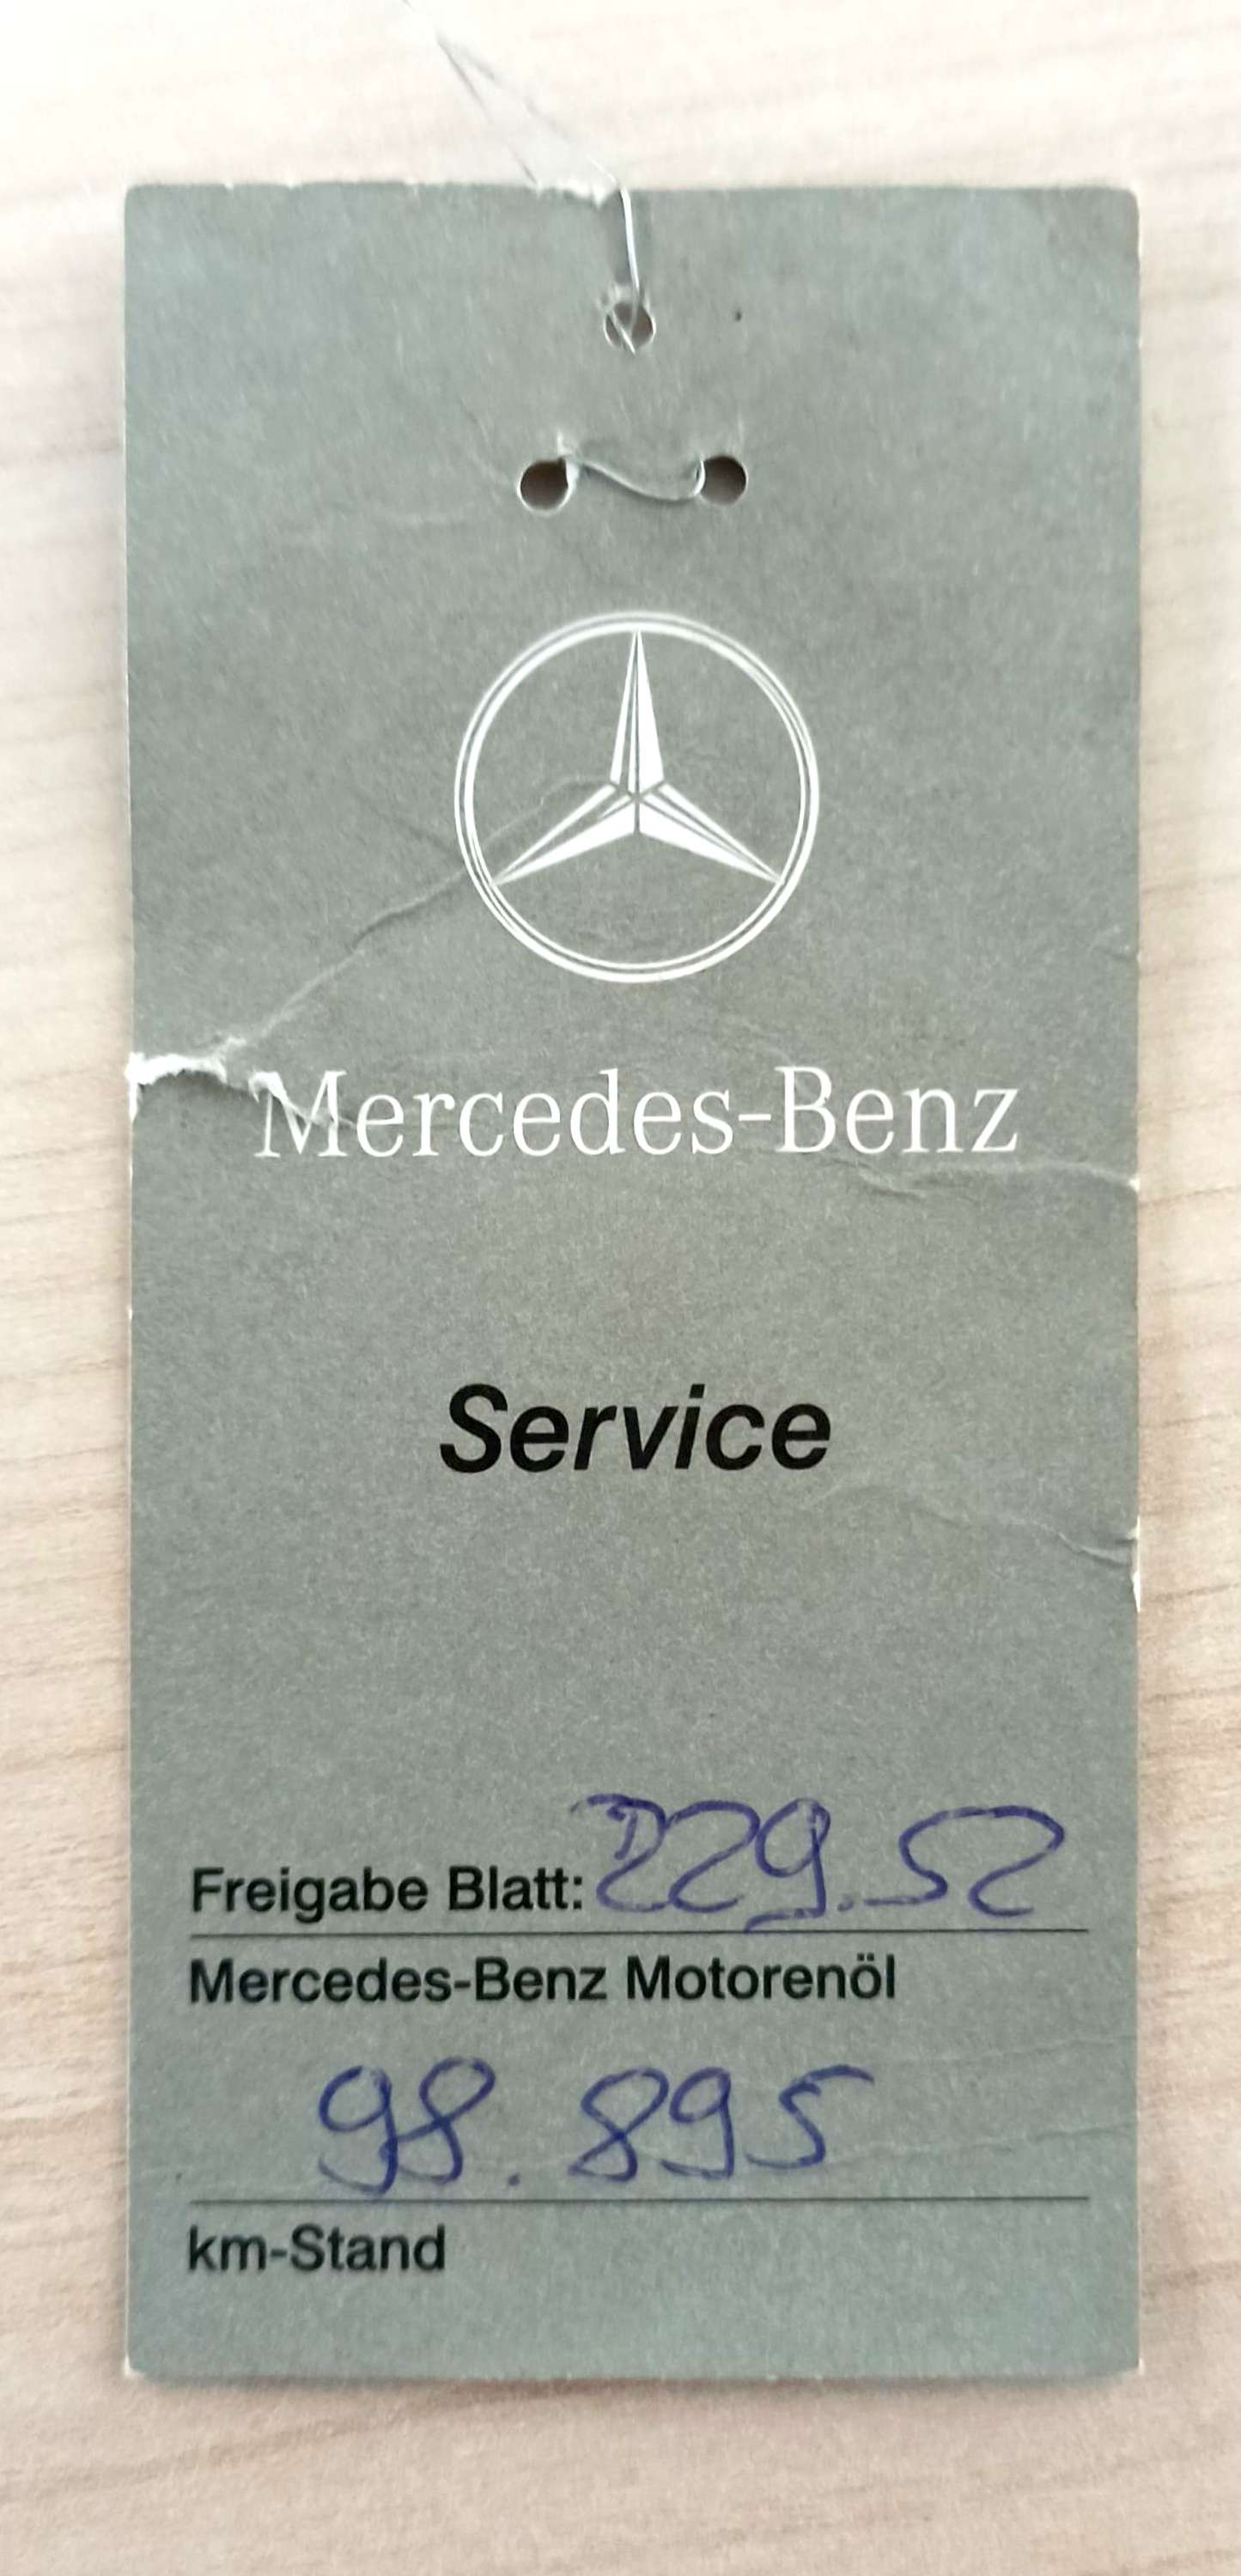 Mercedes-Benz
Service
Freigabe Blatt: 229.52
Mercedes-Benz Motorenöl
98.895
km-Stand